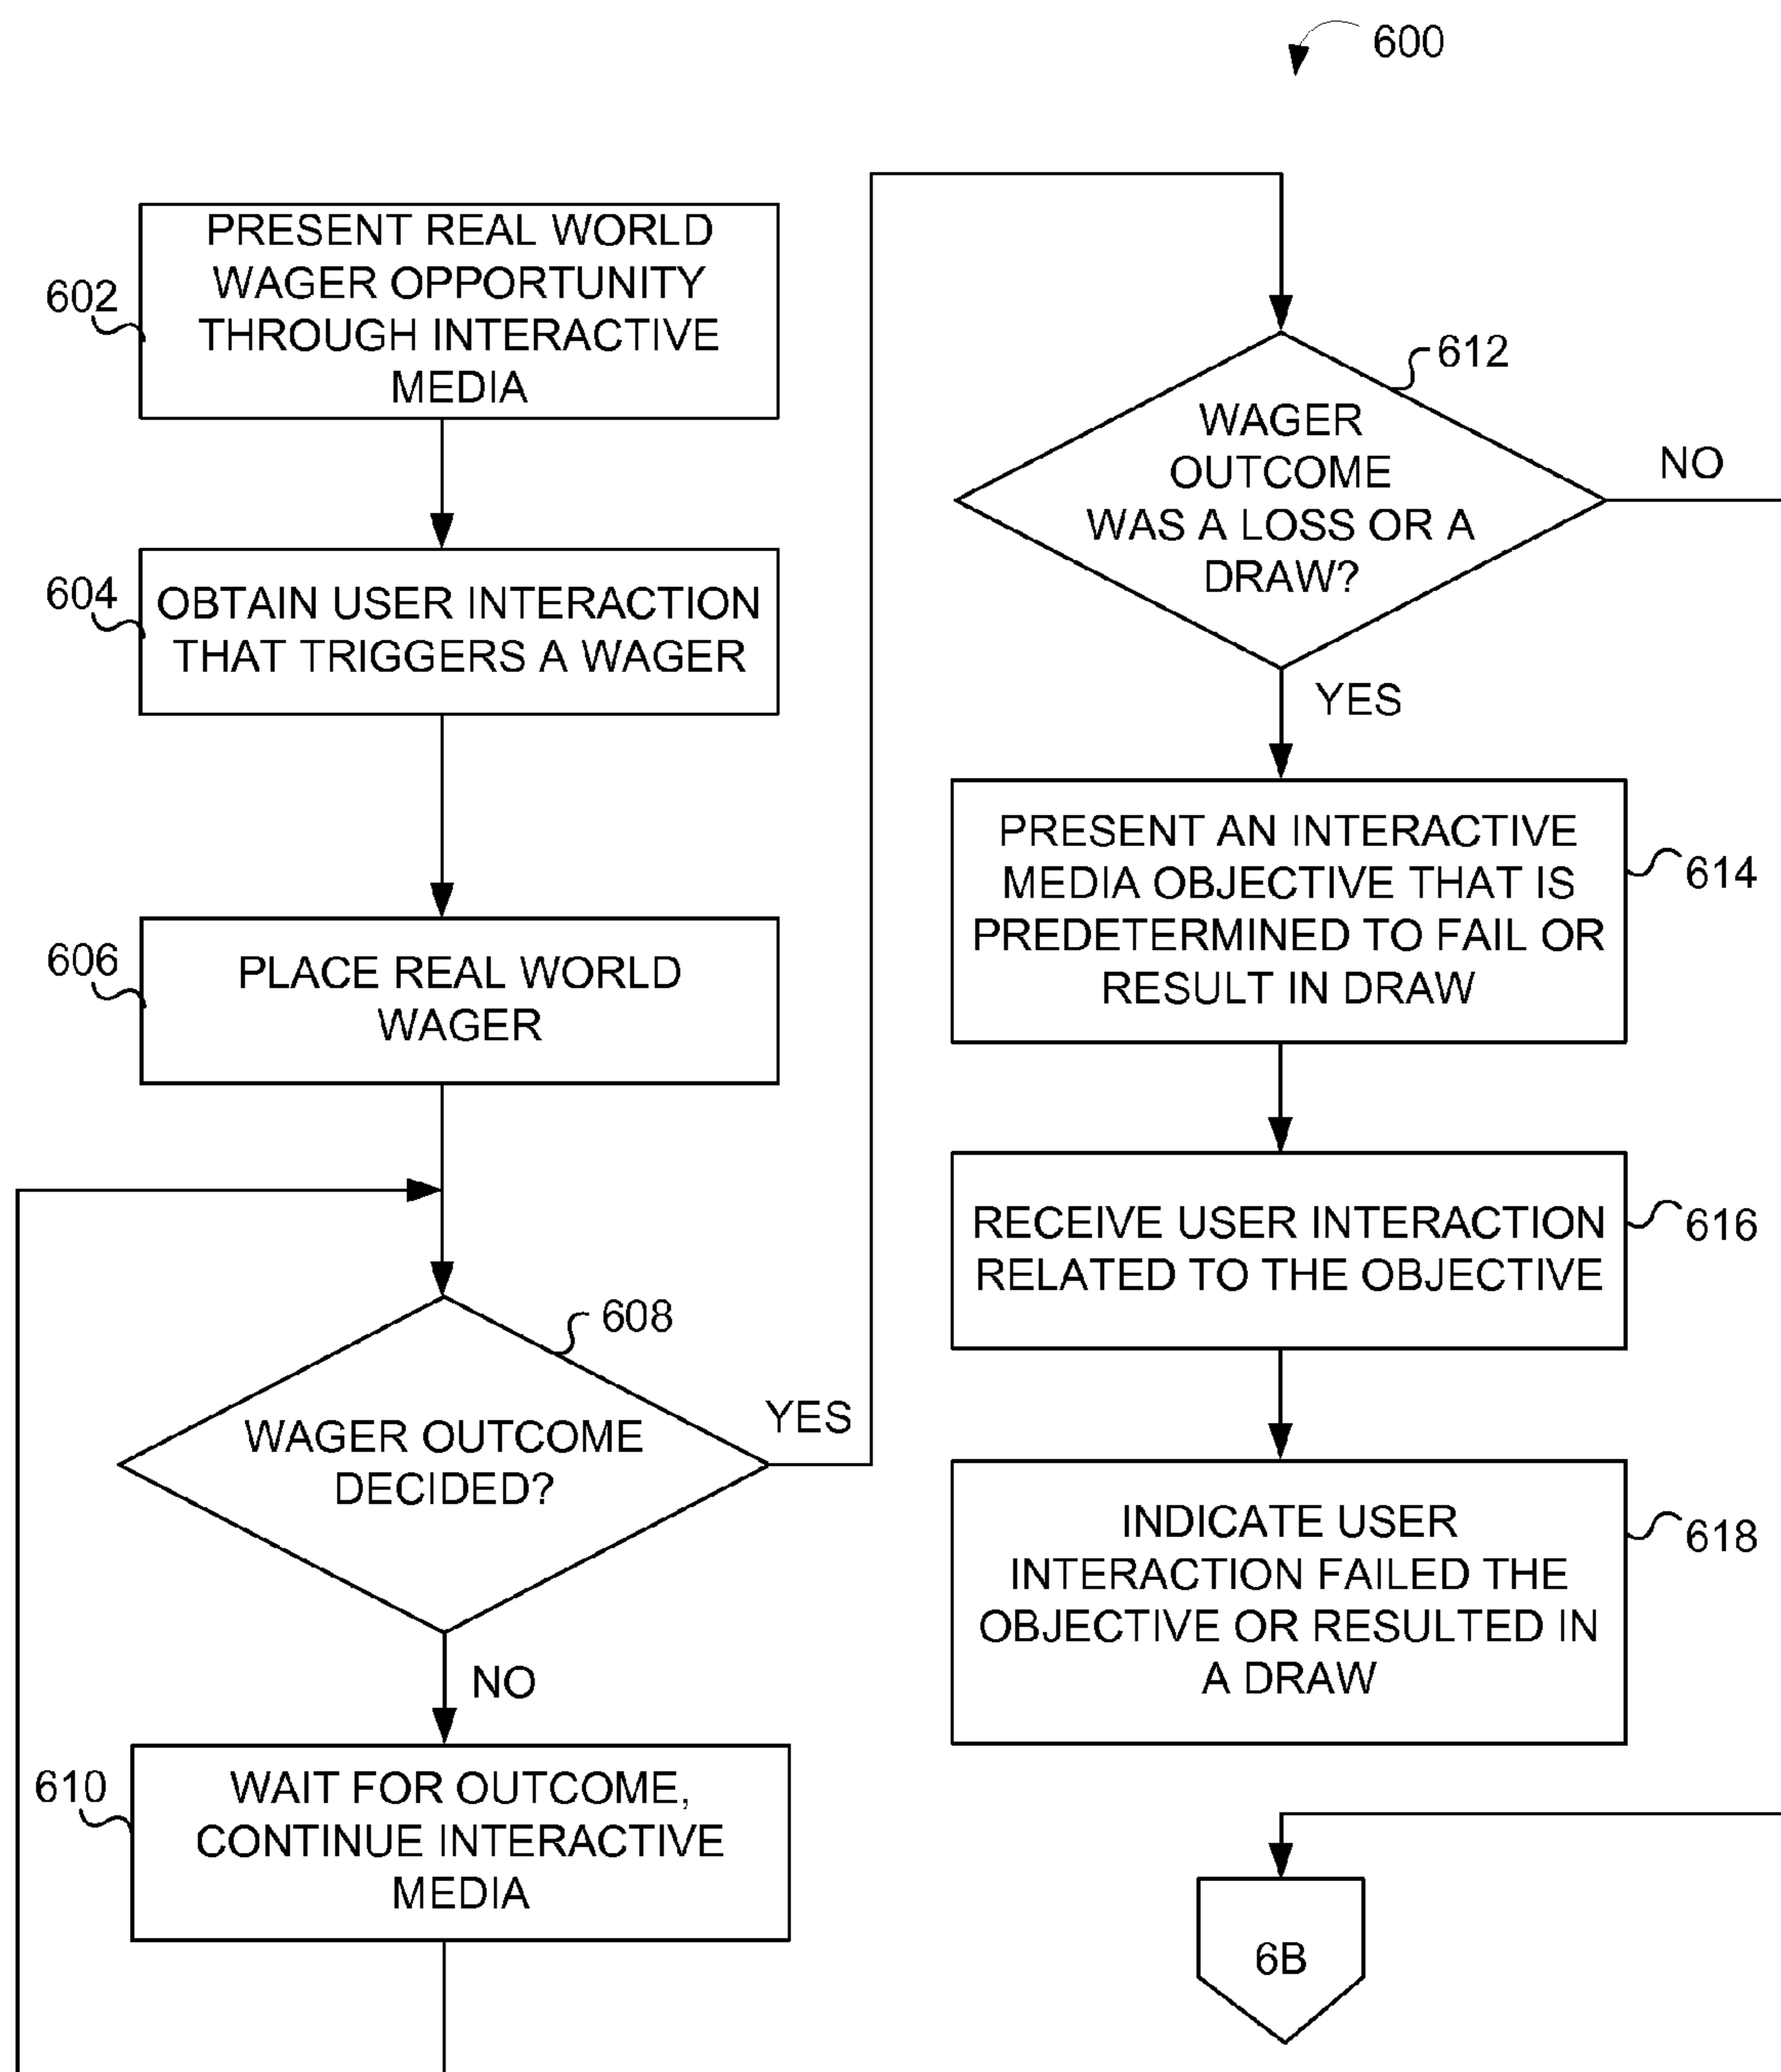 600
602
PRESENT REAL WORLD
WAGER OPPORTUNITY
THROUGH INTERACTIVE
MEDIA
604
OBTAIN USER INTERACTION
THAT TRIGGERS A WAGER
606
PLACE REAL WORLD
WAGER
608
WAGER OUTCOME
DECIDED?
YES
NO
610
WAIT FOR OUTCOME,
CONTINUE INTERACTIVE
MEDIA
612
WAGER
OUTCOME
WAS A LOSS OR A
DRAW?
NO
YES
PRESENT AN INTERACTIVE
MEDIA OBJECTIVE THAT IS
PREDETERMINED TO FAIL OR
RESULT IN DRAW
614
RECEIVE USER INTERACTION
RELATED TO THE OBJECTIVE
616
INDICATE USER
INTERACTION FAILED THE
OBJECTIVE OR RESULTED IN
A DRAW
618
6B